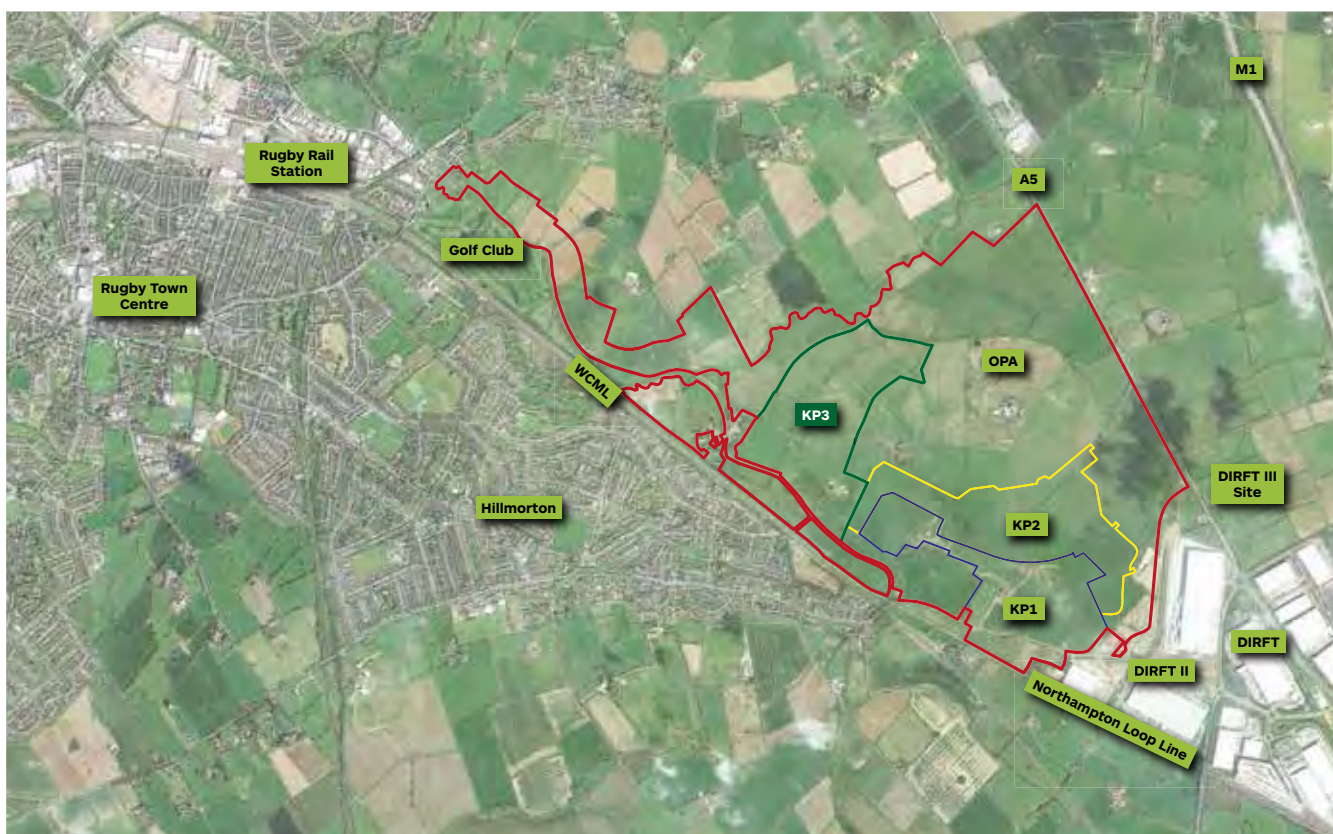 M1
Rugby Rail
Station
A5
Golf Club
Rugby Town
Centre
OPA
WCML
KP3
DIRFT III
Site
Hillmorton
KP2
KP1
DIRFT
DIRFT II
Northampton Loop Line